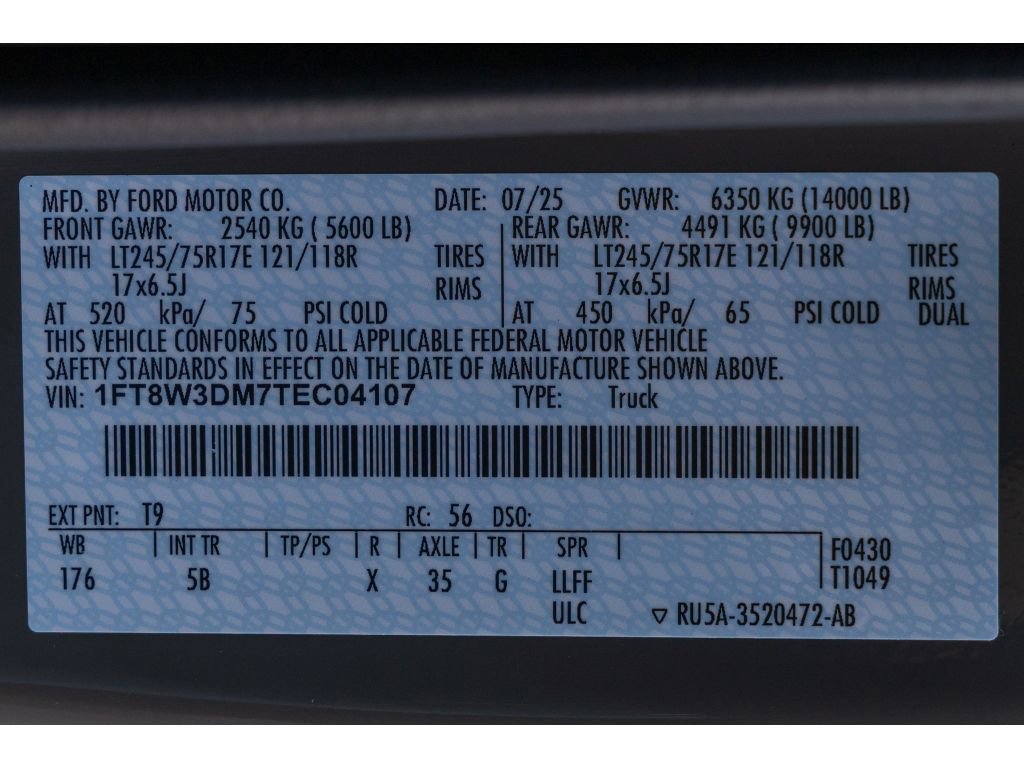 MFD. BY FORD MOTOR CO. DATE: 07/25 GVWR: 6350 KG (14000 LB)
FRONT GAWR: 2540 KG ( 5600 LB) REAR GAWR: 4491 KG ( 9900 LB)
WITH LT245/75R17E 121/118R TIRES WITH LT245/75R17E 121/118R TIRES
17x6.5J RIMS 17x6.5J RIMS
AT 520 kPa/ 75 PSI COLD AT 450 kPa/ 65 PSI COLD DUAL
THIS VEHICLE CONFORMS TO ALL APPLICABLE FEDERAL MOTOR VEHICLE
SAFETY STANDARDS IN EFFECT ON THE DATE OF MANUFACTURE SHOWN ABOVE.
VIN: 1FT8W3DM7TEC04107 TYPE: Truck
EXT PNT: T9 RC: 56 DSO:
WB INT TR TP/PS R AXLE TR SPR F0430
176 5B X 35 G LLFF T1049
ULC RU5A-3520472-AB